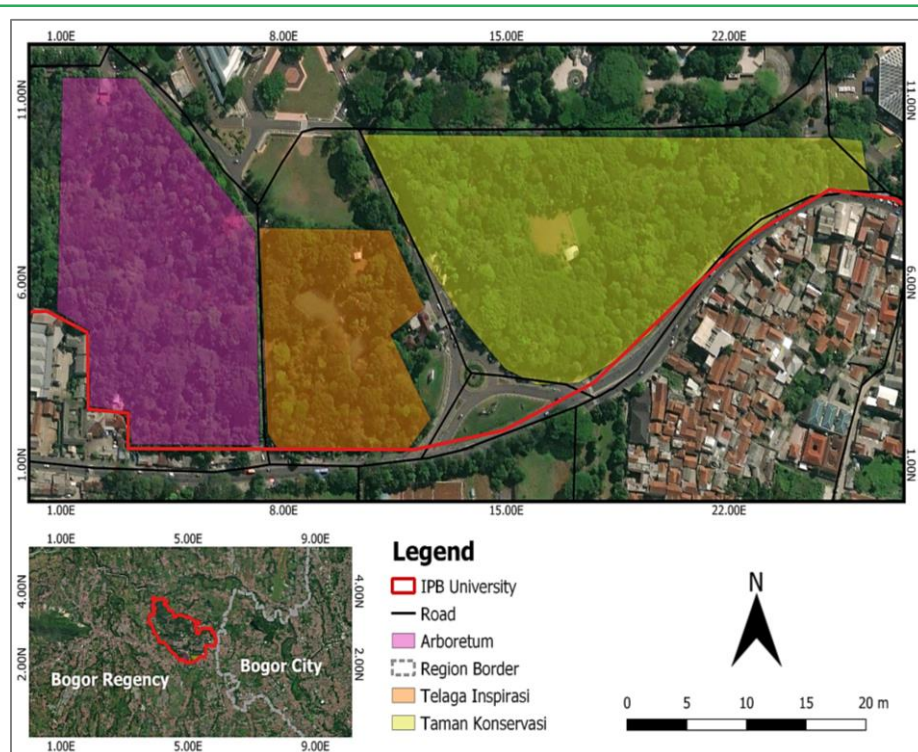 1.00E 8.00E 15.00E 22.00E
11.00N 11.00N
6.00N 6.00N
1.00N 1.00N
1.00E 8.00E 15.00E 22.00E
1.00E 5.00E 9.00E
4.00N 4.00N
2.00N 2.00N
Bogor Regency Bogor City
1.00E 5.00E 9.00E
Legend
IPB University
Road
Arboretum
Region Border
Telaga Inspirasi
Taman Konservasi
N
0 5 10 15 20 m